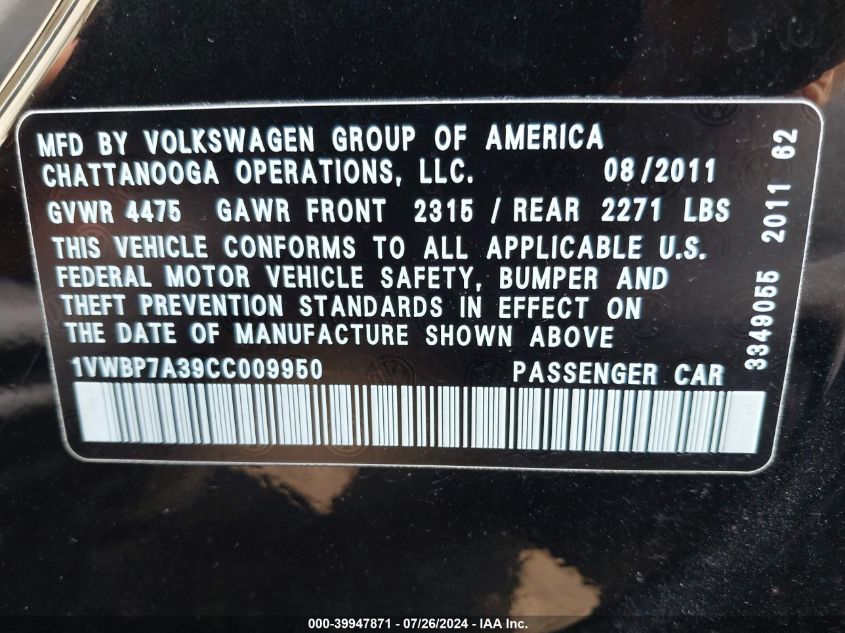 MFD BY VOLKSWAGEN GROUP OF AMERICA
CHATTANOOGA OPERATIONS, LLC. 08/2011
GVWR 4475 GAWR FRONT 2315 / REAR 2271 LBS
THIS VEHICLE CONFORMS TO ALL APPLICABLE U.S.
FEDERAL MOTOR VEHICLE SAFETY, BUMPER AND
THEFT PREVENTION STANDARDS IN EFFECT ON
THE DATE OF MANUFACTURE SHOWN ABOVE
1VWBP7A39CC009950 PASSENGER CAR
3349055 2011 62
000-39947871 - 07/26/2024 - IAA Inc.